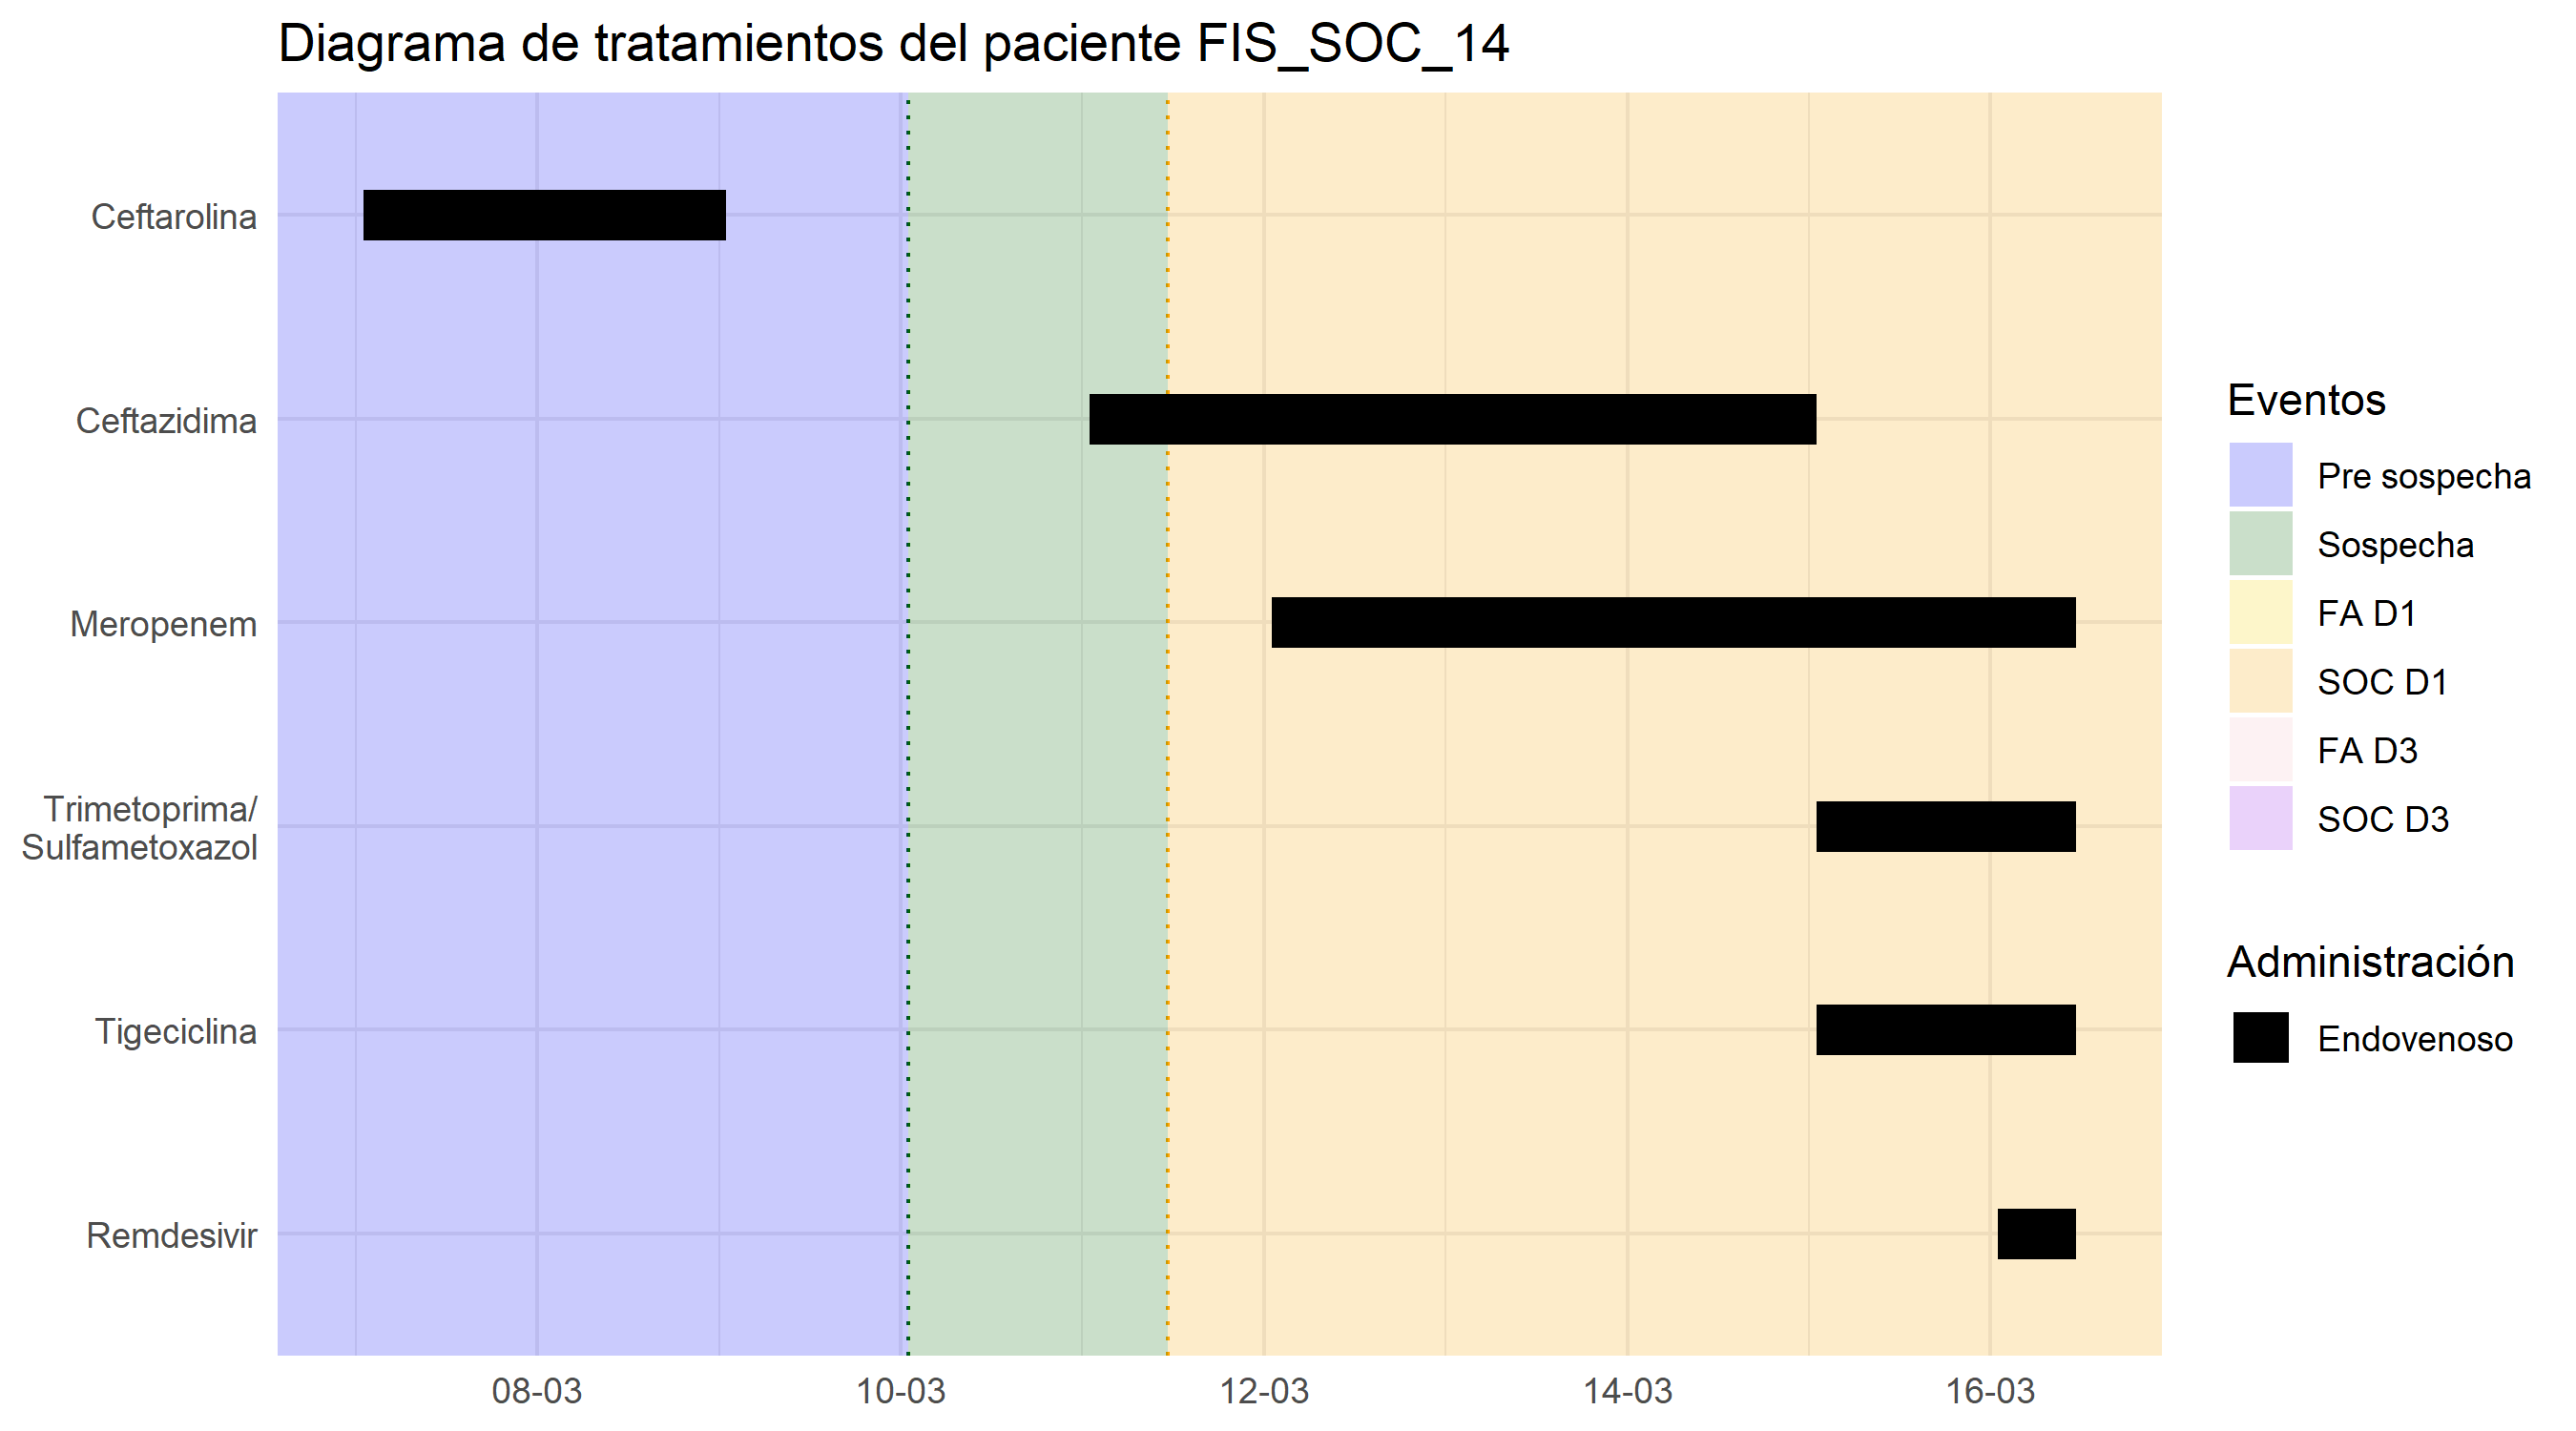 Diagrama de tratamientos del paciente FIS_SOC_14
Ceftarolina
Ceftazidima
Meropenem
Trimetoprima/
Sulfametoxazol
Tigeciclina
Remdesivir
08-03
10-03
12-03
14-03
16-03
Eventos
Pre sospecha
Sospecha
FA D1
SOC D1
FA D3
SOC D3
Administración
Endovenoso